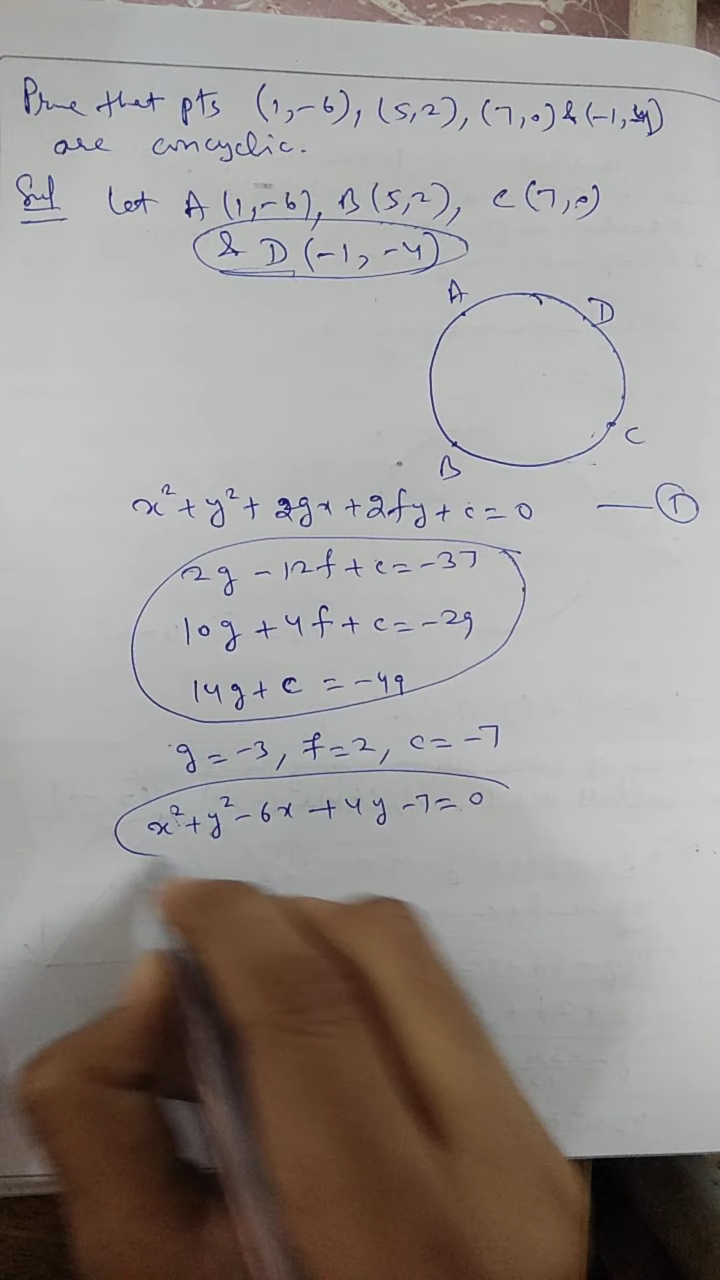 Prove that pts (1,-6), (5,2), (7,0) & (-1,-4)
are concyclic.
Sol Let A (1,-6), B (5,2), C (7,0)
& D (-1,-4)
A
D
C
B
x²+y²+2gx+2fy+c=0 — ①
2g-12f+c=-37
10g+4f+c=-29
14g+c=-49
g=-3, f=2, c=-7
x²+y²-6x+4y-7=0